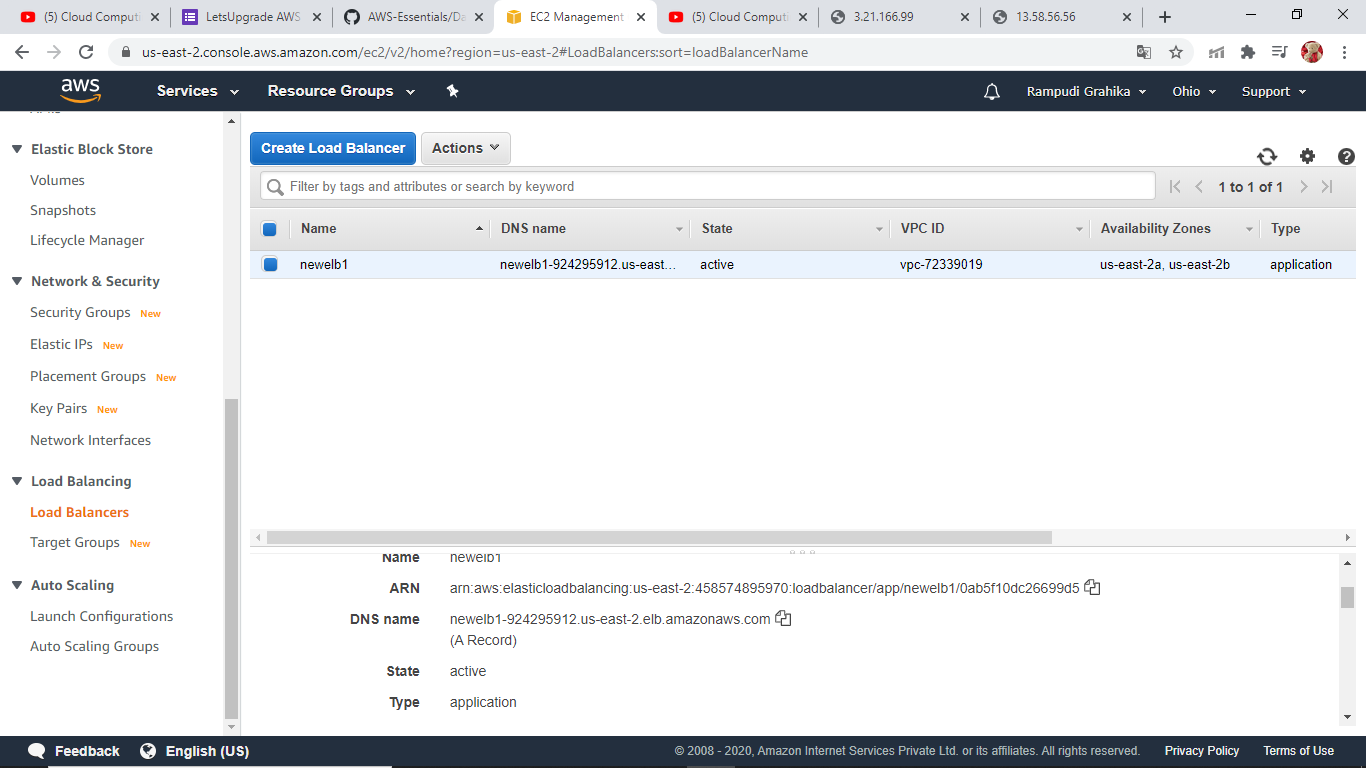 (5) Cloud Comput
LetsUpgrade AWS
AWS-Essentials/Da
EC2 Management
(5) Cloud Comput
3.21.166.99
13.58.56.56
us-east-2.console.aws.amazon.com/ec2/v2/home?region=us-east-2#LoadBalancers:sort=loadBalancerName
aws
Services
Resource Groups
Rampudi Grahika
Ohio
Support
Elastic Block Store
Volumes
Snapshots
Lifecycle Manager
Network & Security
Security Groups New
Elastic IPs New
Placement Groups New
Key Pairs New
Network Interfaces
Load Balancing
Load Balancers
Target Groups New
Auto Scaling
Launch Configurations
Auto Scaling Groups
Create Load Balancer
Actions
Filter by tags and attributes or search by keyword
1 to 1 of 1
Name DNS name State VPC ID Availability Zones Type
newelb1 newelb1-924295912.us-east... active vpc-72339019 us-east-2a, us-east-2b application
Name newelb1
ARN arn:aws:elasticloadbalancing:us-east-2:458574895970:loadbalancer/app/newelb1/0ab5f10dc26699d5
DNS name newelb1-924295912.us-east-2.elb.amazonaws.com
(A Record)
State active
Type application
Feedback
English (US)
© 2008 - 2020, Amazon Internet Services Private Ltd. or its affiliates. All rights reserved.
Privacy Policy
Terms of Use